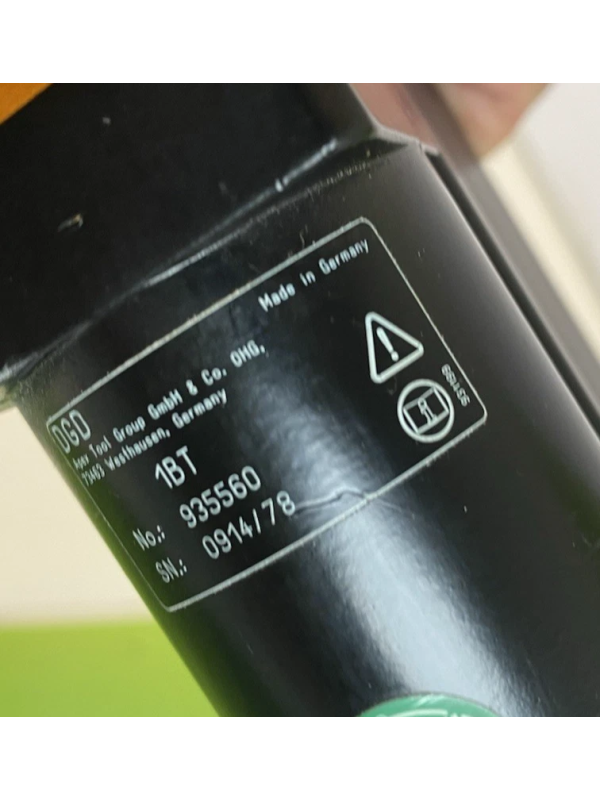 Made in Germany
DGD
Apex Tool Group GmbH & Co. OHG,
73463 Westhausen, Germany
1BT
No.: 935560
SN.: 0914/78